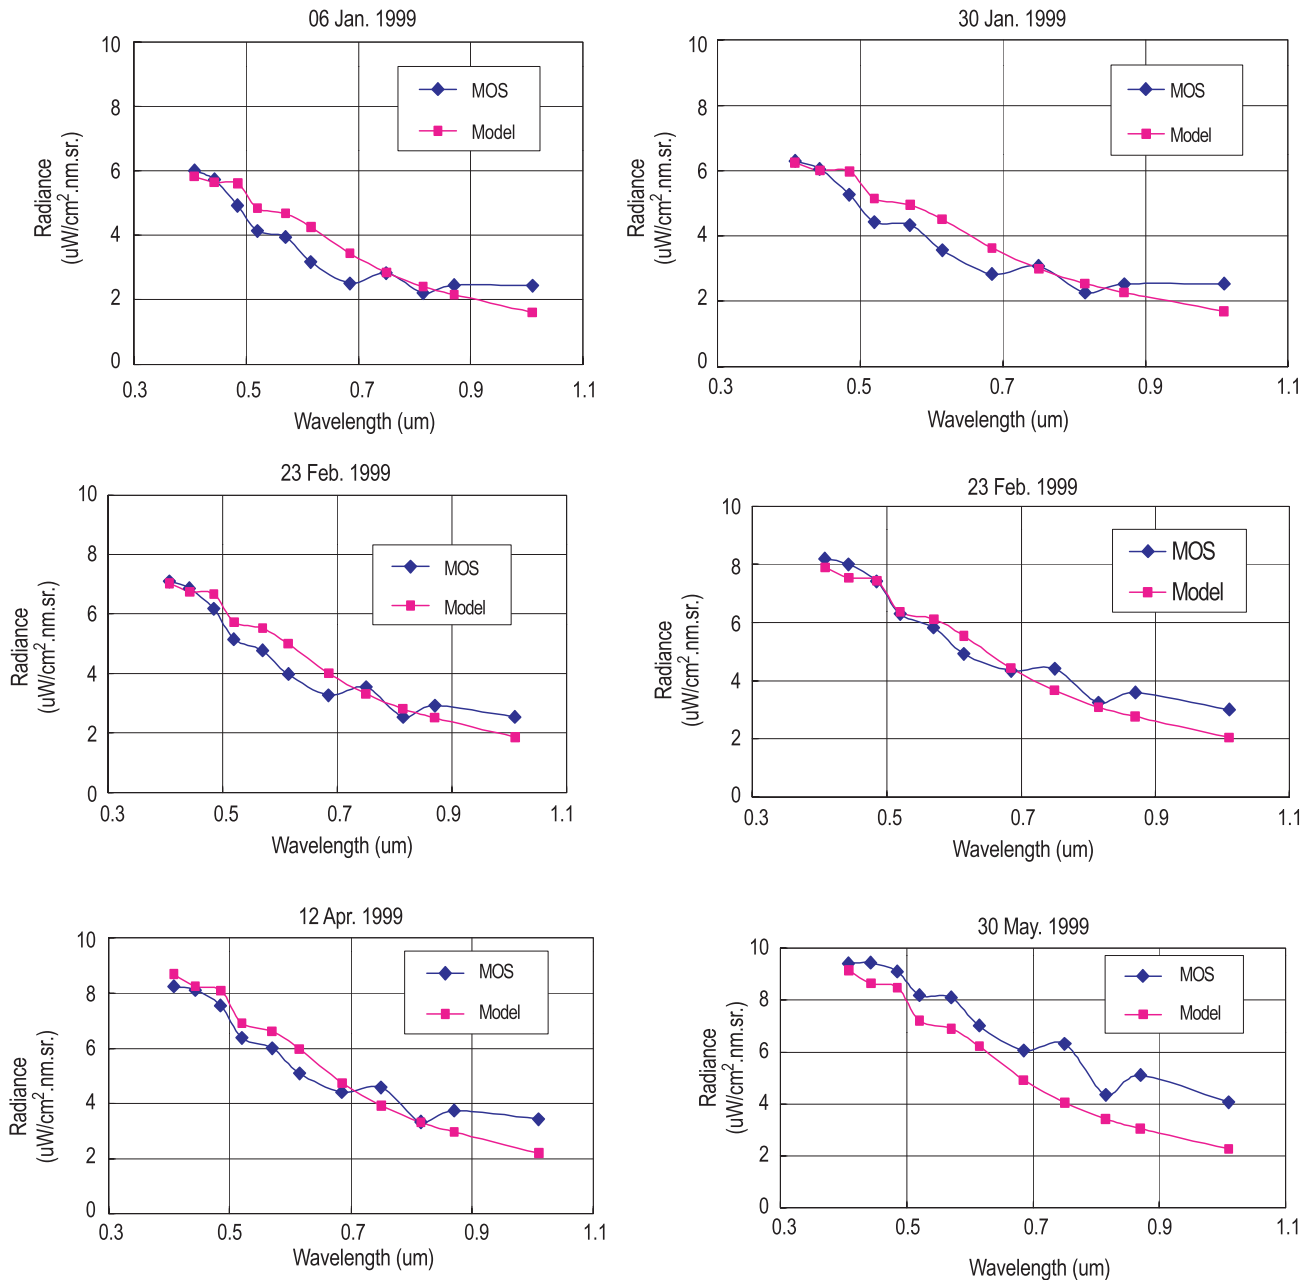 06 Jan. 1999
10
8
6
4
2
0
Radiance
(uW/cm².nm.sr.)
MOS
Model
0.3 0.5 0.7 0.9 1.1
Wavelength (um)
30 Jan. 1999
10
8
6
4
2
0
Radiance
(uW/cm².nm.sr.)
MOS
Model
0.3 0.5 0.7 0.9 1.1
Wavelength (um)
23 Feb. 1999
10
8
6
4
2
0
Radiance
(uW/cm².nm.sr.)
MOS
Model
0.3 0.5 0.7 0.9 1.1
Wavelength (um)
23 Feb. 1999
10
8
6
4
2
0
Radiance
(uW/cm².nm.sr.)
MOS
Model
0.3 0.5 0.7 0.9 1.1
Wavelength (um)
12 Apr. 1999
10
8
6
4
2
0
Radiance
(uW/cm².nm.sr.)
MOS
Model
0.3 0.5 0.7 0.9 1.1
Wavelength (um)
30 May. 1999
10
8
6
4
2
0
Radiance
(uW/cm².nm.sr.)
MOS
Model
0.3 0.5 0.7 0.9 1.1
Wavelength (um)